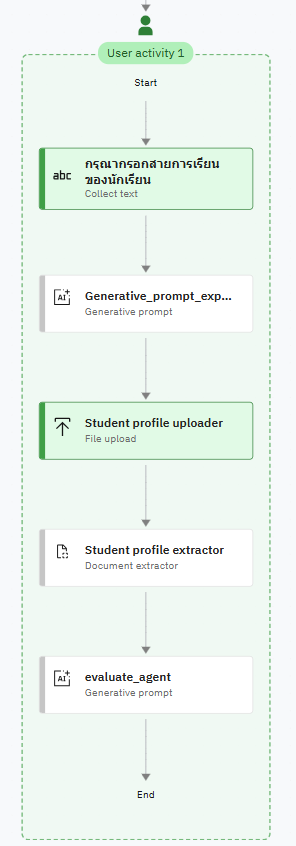 User activity 1
Start
abc
กรุณากรอกสายการเรียน
ของนักเรียน
Collect text
AI
Generative_prompt_exp...
Generative prompt
Student profile uploader
File upload
Student profile extractor
Document extractor
AI
evaluate_agent
Generative prompt
End